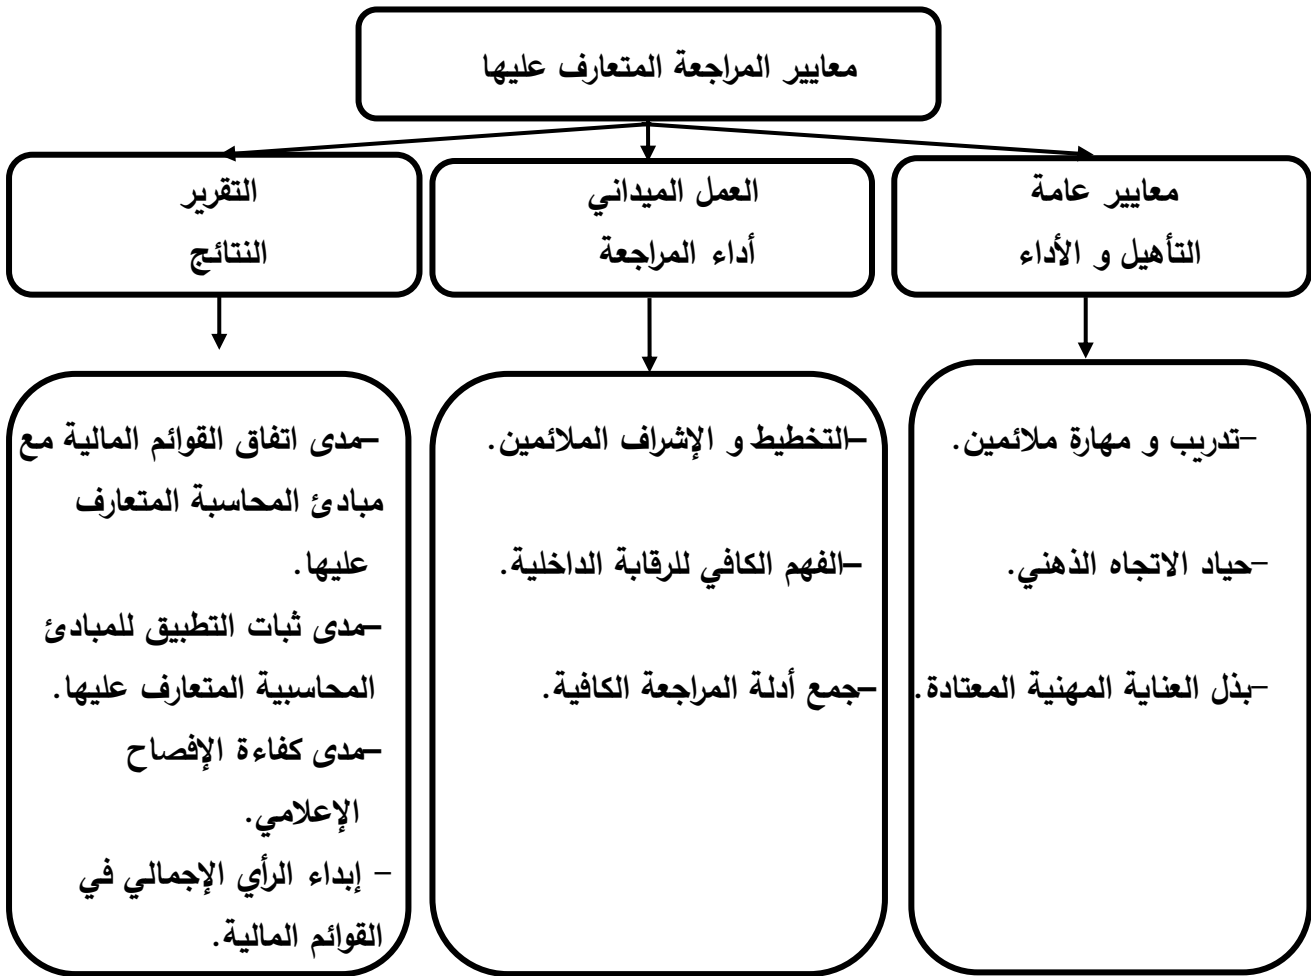 معايير المراجعة المتعارف عليها
معايير عامة
التأهيل و الأداء
العمل الميداني
أداء المراجعة
التقرير
النتائج
–تدريب و مهارة ملائمين.
–حياد الاتجاه الذهني.
–بذل العناية المهنية المعتادة.
–التخطيط و الإشراف الملائمين.
–الفهم الكافي للرقابة الداخلية.
–جمع أدلة المراجعة الكافية.
–مدى اتفاق القوائم المالية مع
مبادئ المحاسبة المتعارف
عليها.
–مدى ثبات التطبيق للمبادئ
المحاسبية المتعارف عليها.
–مدى كفاءة الإفصاح
الإعلامي.
– إبداء الرأي الإجمالي في
القوائم المالية.